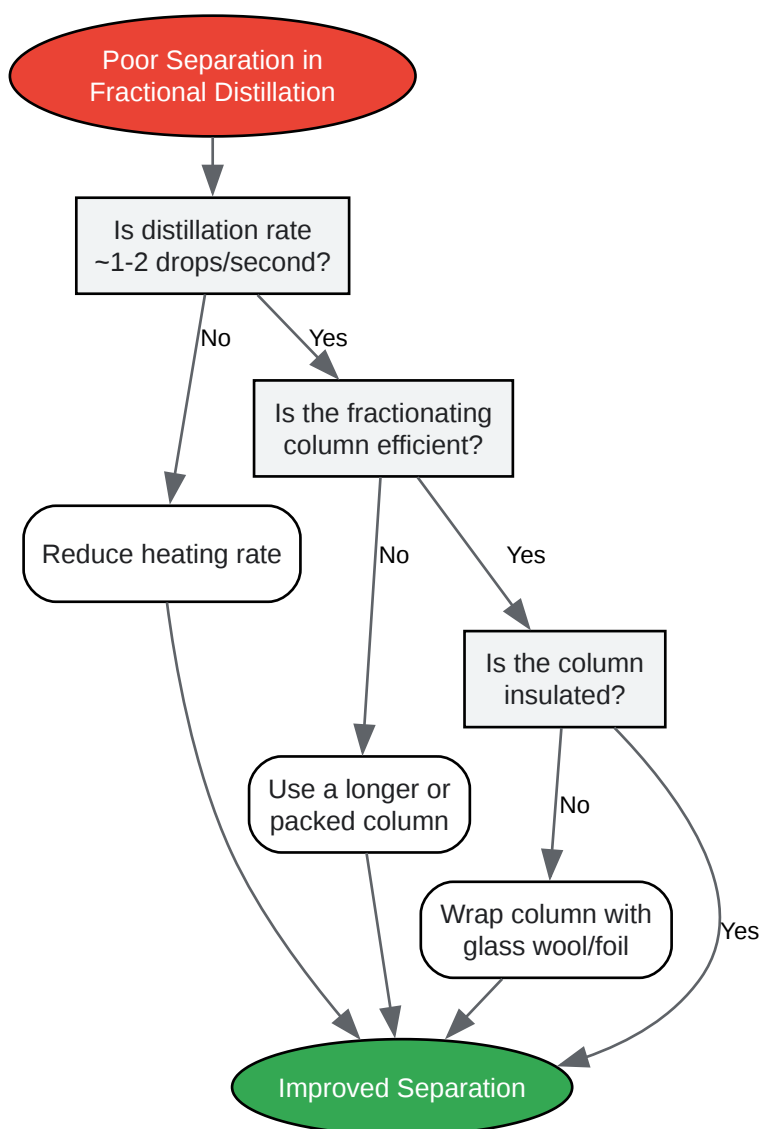 Poor Separation in
Fractional Distillation
Is distillation rate
~1-2 drops/second?
No
Yes
Is the fractionating
column efficient?
Reduce heating rate
No
Yes
Is the column
insulated?
Use a longer or
packed column
No
Wrap column with
glass wool/foil
Yes
Improved Separation